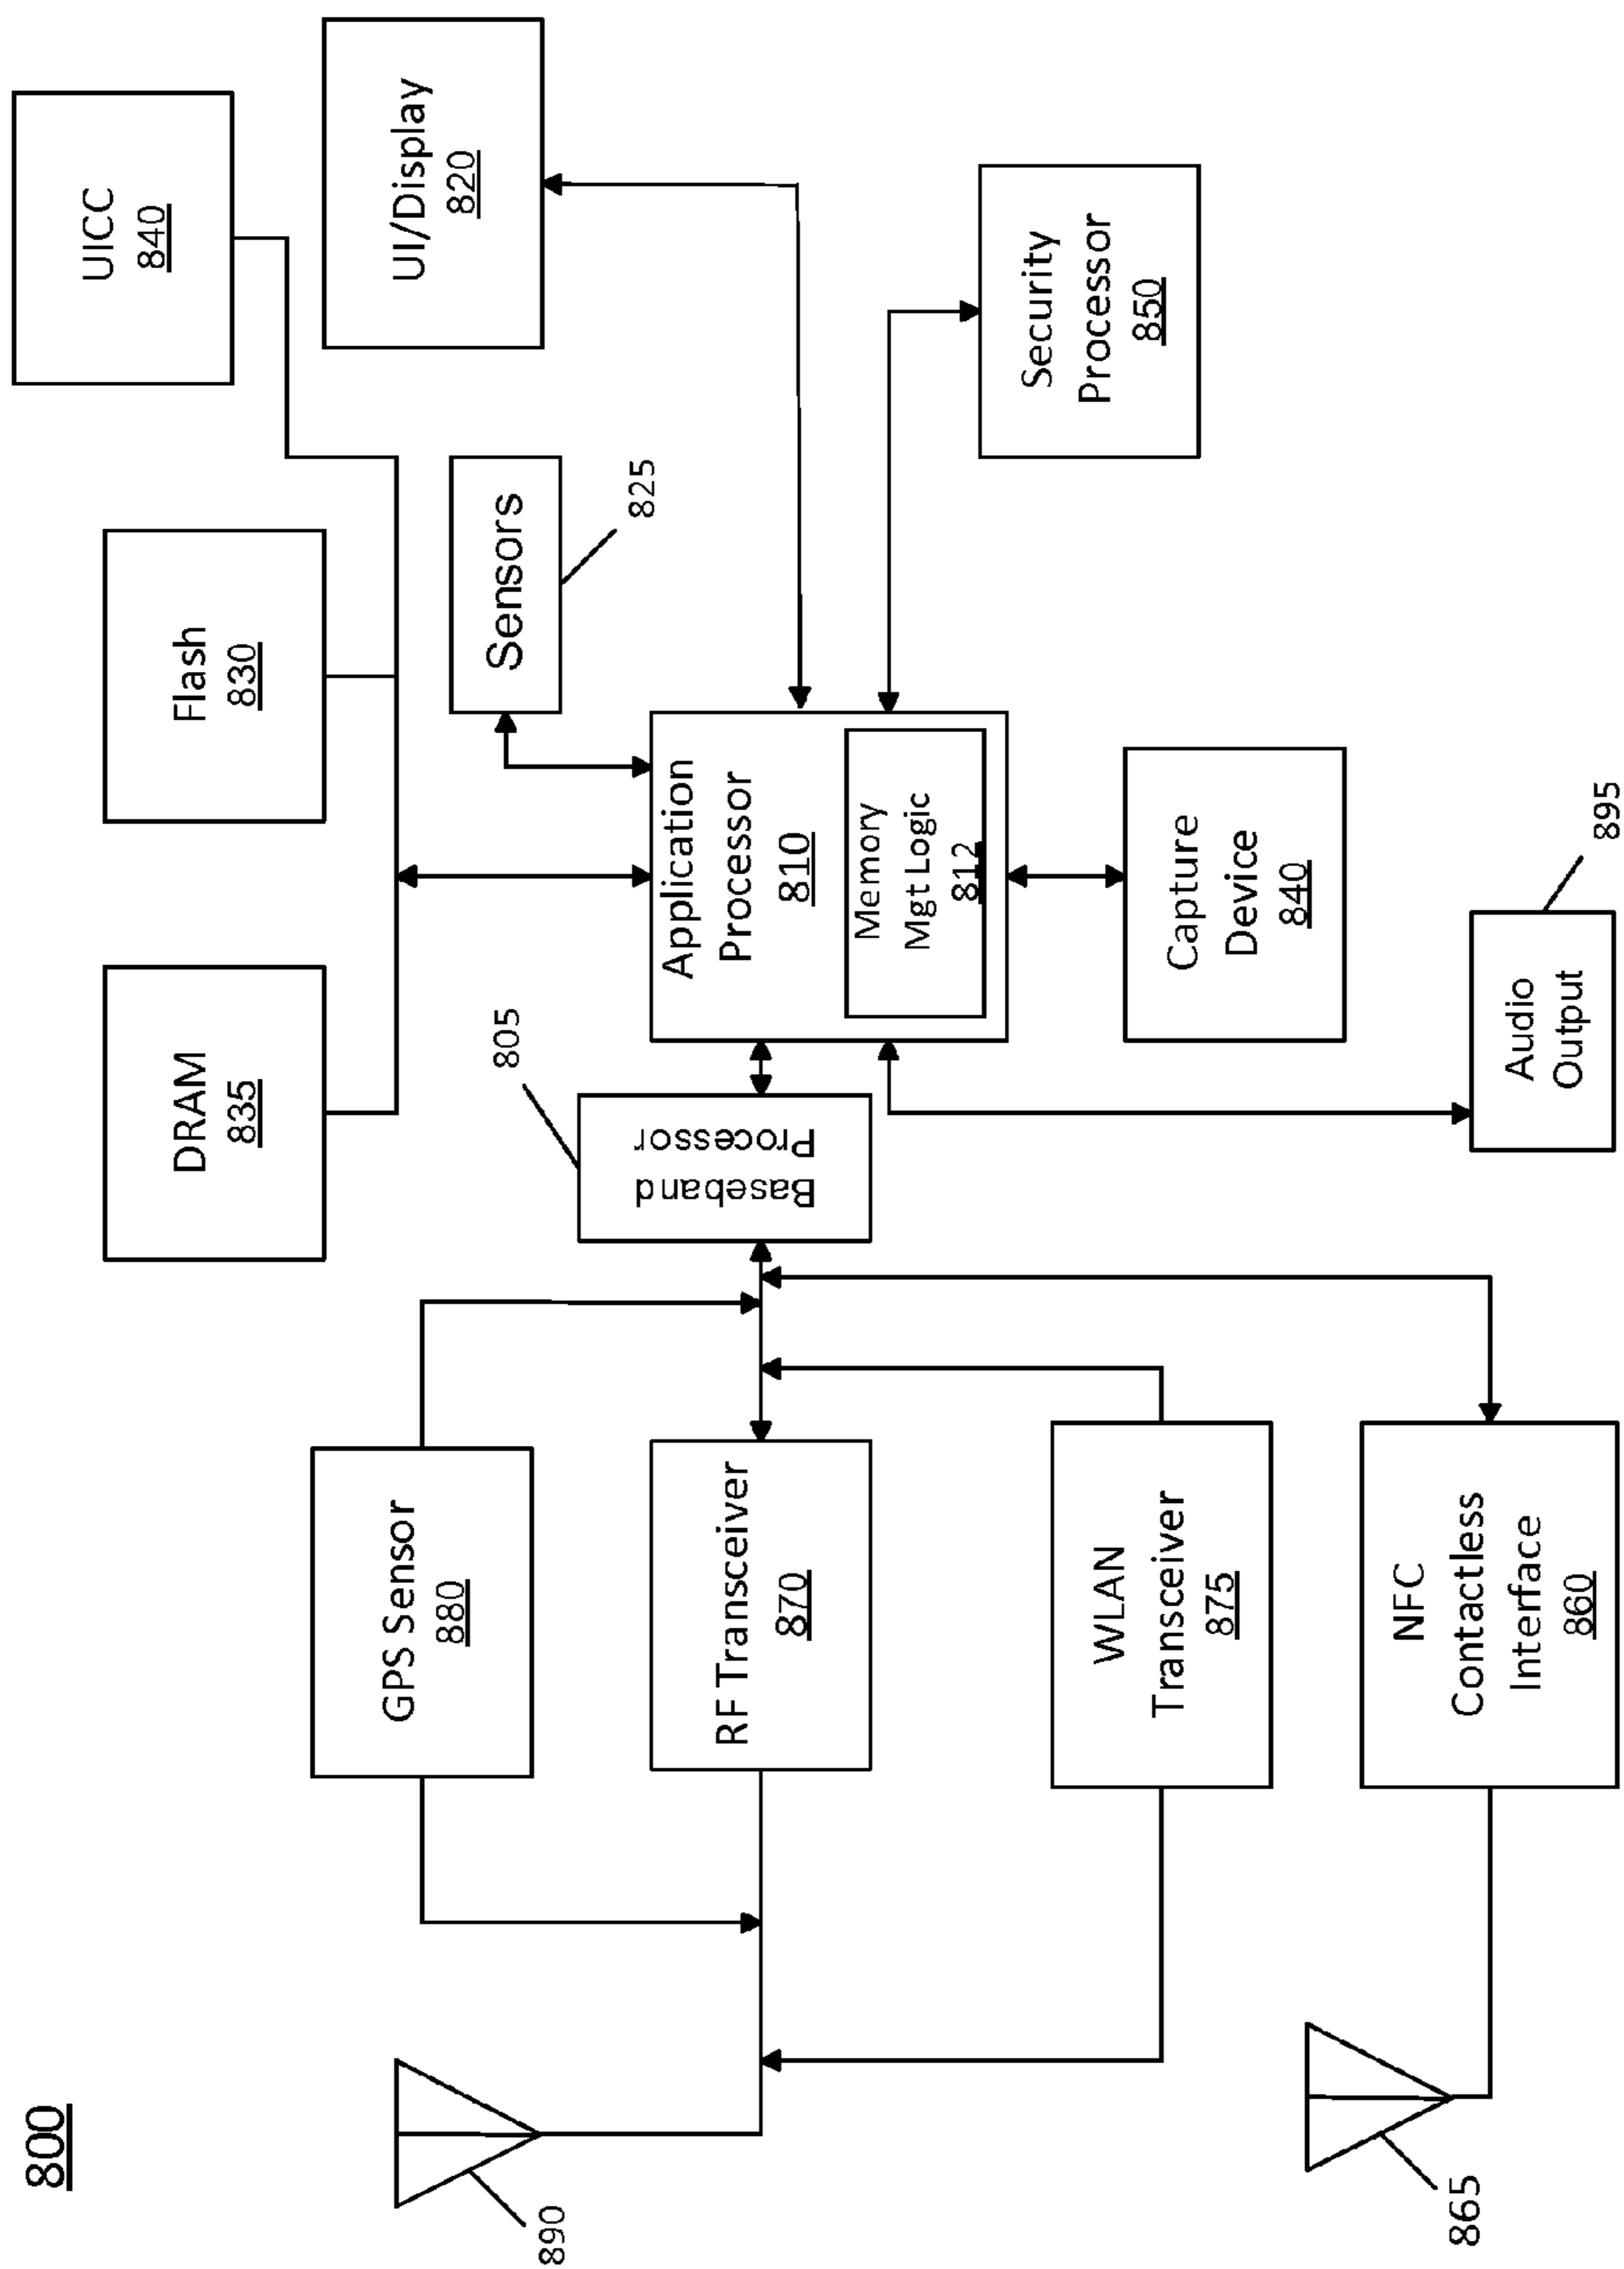 800
UICC
840
UI/Display
820
Flash
830
DRAM
835
Sensors
825
Security
Processor
850
Application
Processor
810
Memory
Mgt Logic
812
805
Baseband
Processor
Capture
Device
840
895
Audio
Output
GPS Sensor
880
RF Transceiver
870
WLAN
Transceiver
875
NFC
Contactless
Interface
860
890
865